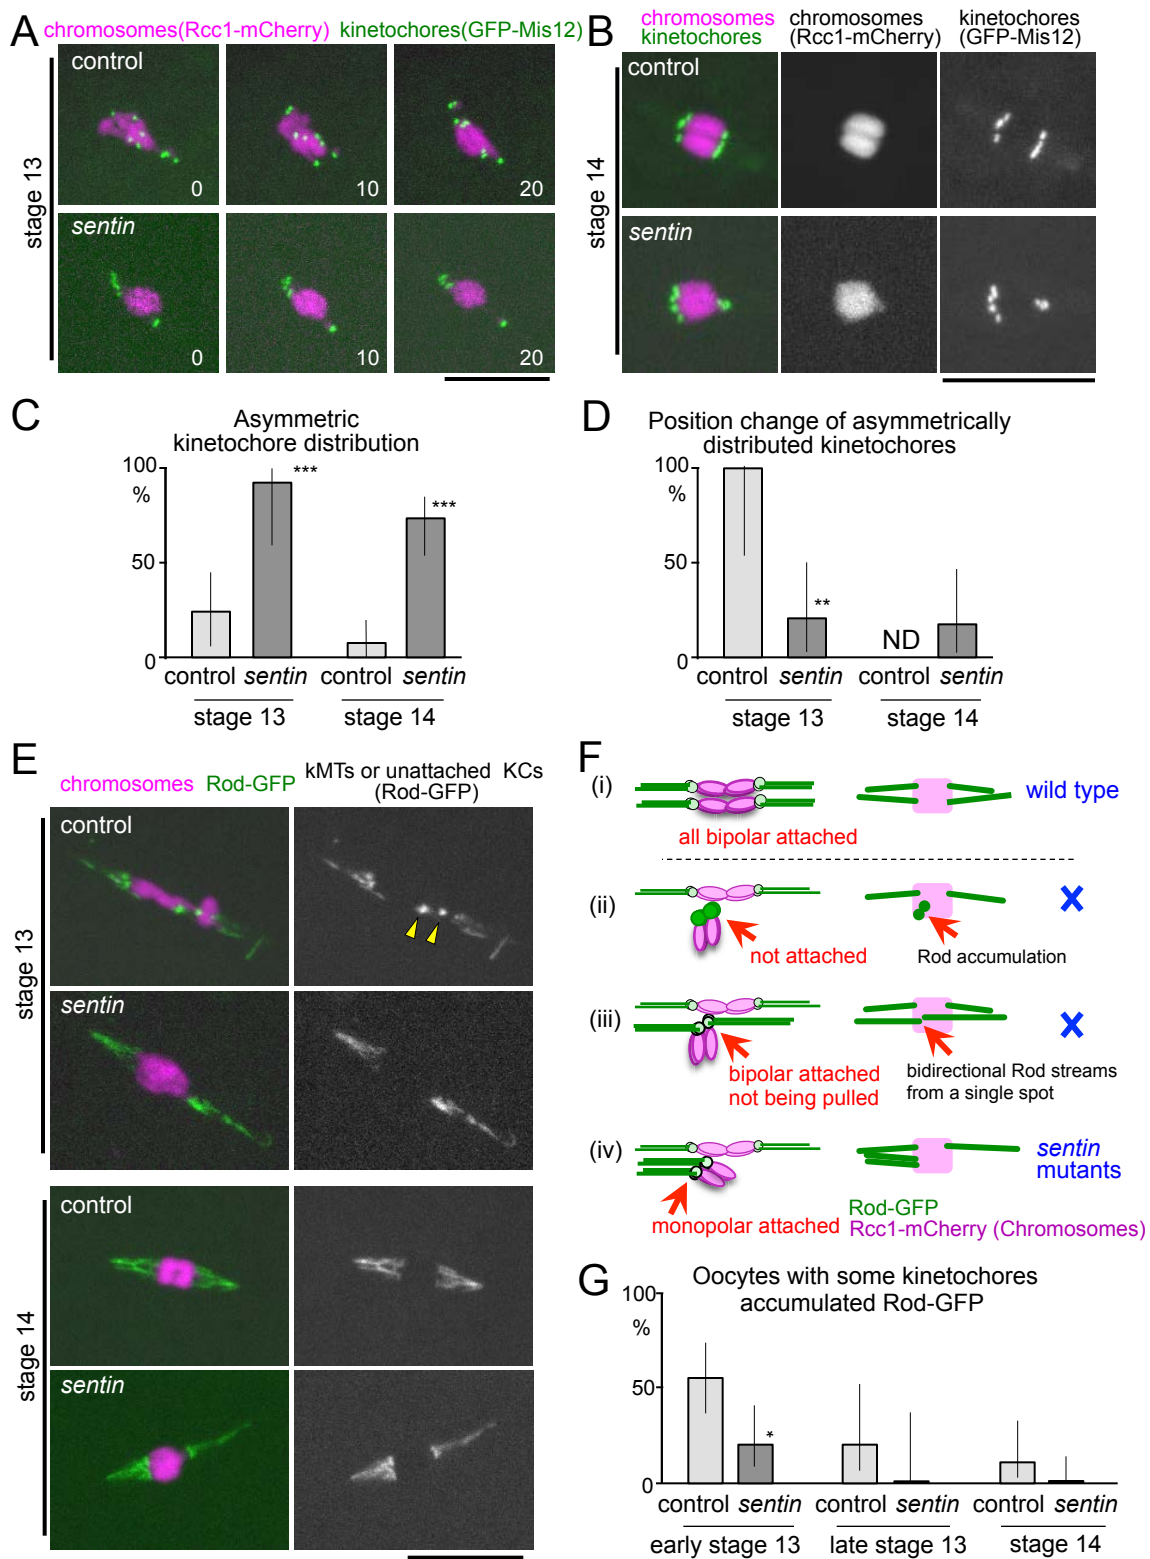 A
chromosomes(Rcc1-mCherry) kinetochores(GFP-Mis12)
stage 13
control
0
10
20
sentin
0
10
20
B
chromosomes
kinetochores
chromosomes
(Rcc1-mCherry)
kinetochores
(GFP-Mis12)
stage 14
control
sentin
C
Asymmetric
kinetochore distribution
100
%
50
0
***
***
control sentin control sentin
stage 13 stage 14
D
Position change of asymmetrically
distributed kinetochores
100
%
50
0
**
ND
control sentin control sentin
stage 13 stage 14
E
chromosomes Rod-GFP
kMTs or unattached KCs
(Rod-GFP)
stage 13
control
sentin
stage 14
control
sentin
F
(i)
wild type
all bipolar attached
(ii)
not attached
Rod accumulation
X
(iii)
bipolar attached
not being pulled
bidirectional Rod streams
from a single spot
X
(iv)
sentin
mutants
monopolar attached
Rod-GFP
Rcc1-mCherry (Chromosomes)
G
Oocytes with some kinetochores
accumulated Rod-GFP
100
%
50
0
*
control sentin control sentin control sentin
early stage 13 late stage 13 stage 14